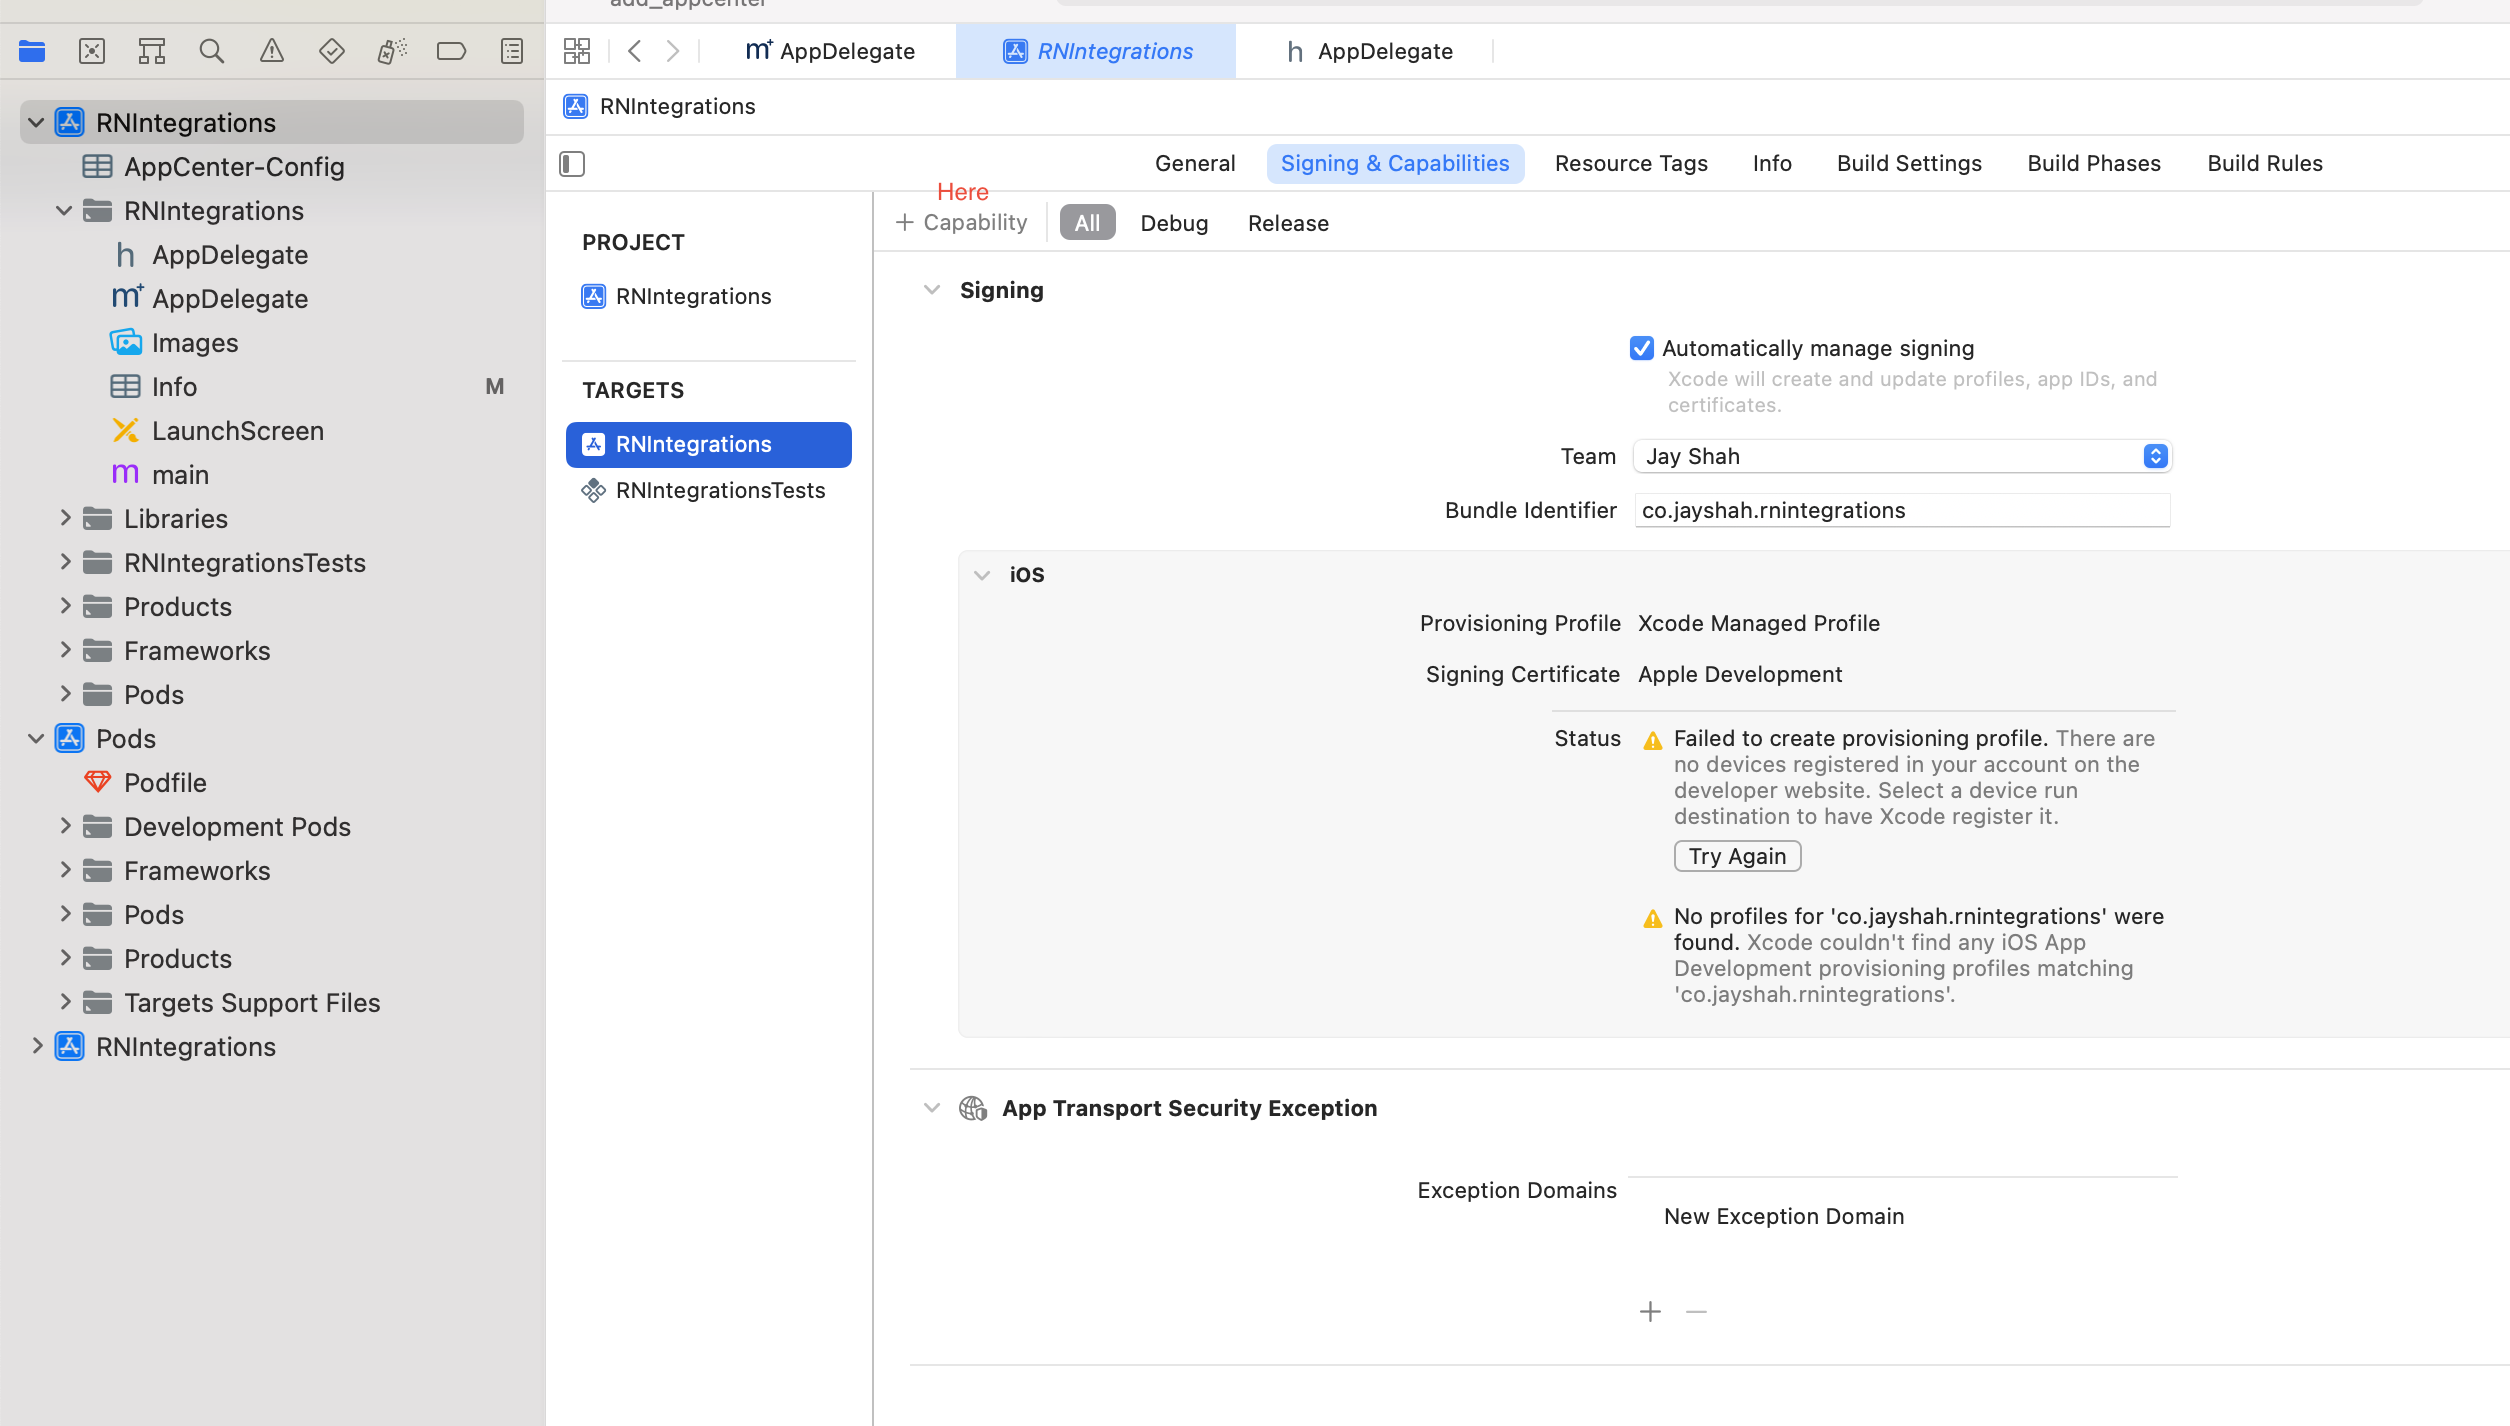 add_appcenter
AppDelegate
RNIntegrations
AppDelegate
RNIntegrations
General
Signing & Capabilities
Resource Tags
Info
Build Settings
Build Phases
Build Rules
Here
+ Capability
All
Debug
Release
RNIntegrations
AppCenter-Config
RNIntegrations
h AppDelegate
m+ AppDelegate
Images
Info M
LaunchScreen
m main
Libraries
RNIntegrationsTests
Products
Frameworks
Pods
Pods
Podfile
Development Pods
Frameworks
Pods
Products
Targets Support Files
RNIntegrations
PROJECT
RNIntegrations
TARGETS
RNIntegrations
RNIntegrationsTests
Signing
Automatically manage signing
Xcode will create and update profiles, app IDs, and
certificates.
Team Jay Shah
Bundle Identifier co.jayshah.rnintegrations
iOS
Provisioning Profile Xcode Managed Profile
Signing Certificate Apple Development
Status Failed to create provisioning profile. There are
no devices registered in your account on the
developer website. Select a device run
destination to have Xcode register it.
Try Again
No profiles for 'co.jayshah.rnintegrations' were
found. Xcode couldn't find any iOS App
Development provisioning profiles matching
'co.jayshah.rnintegrations'.
App Transport Security Exception
Exception Domains
New Exception Domain